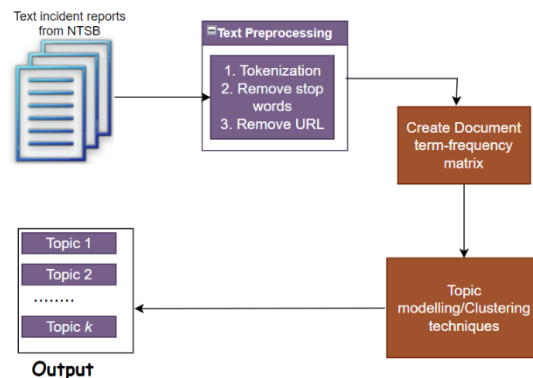 Text incident reports
from NTSB
Text Preprocessing
1. Tokenization
2. Remove stop
words
3. Remove URL
Create Document
term-frequency
matrix
Topic
modelling/Clustering
techniques
Topic 1
Topic 2
........
Topic k
Output